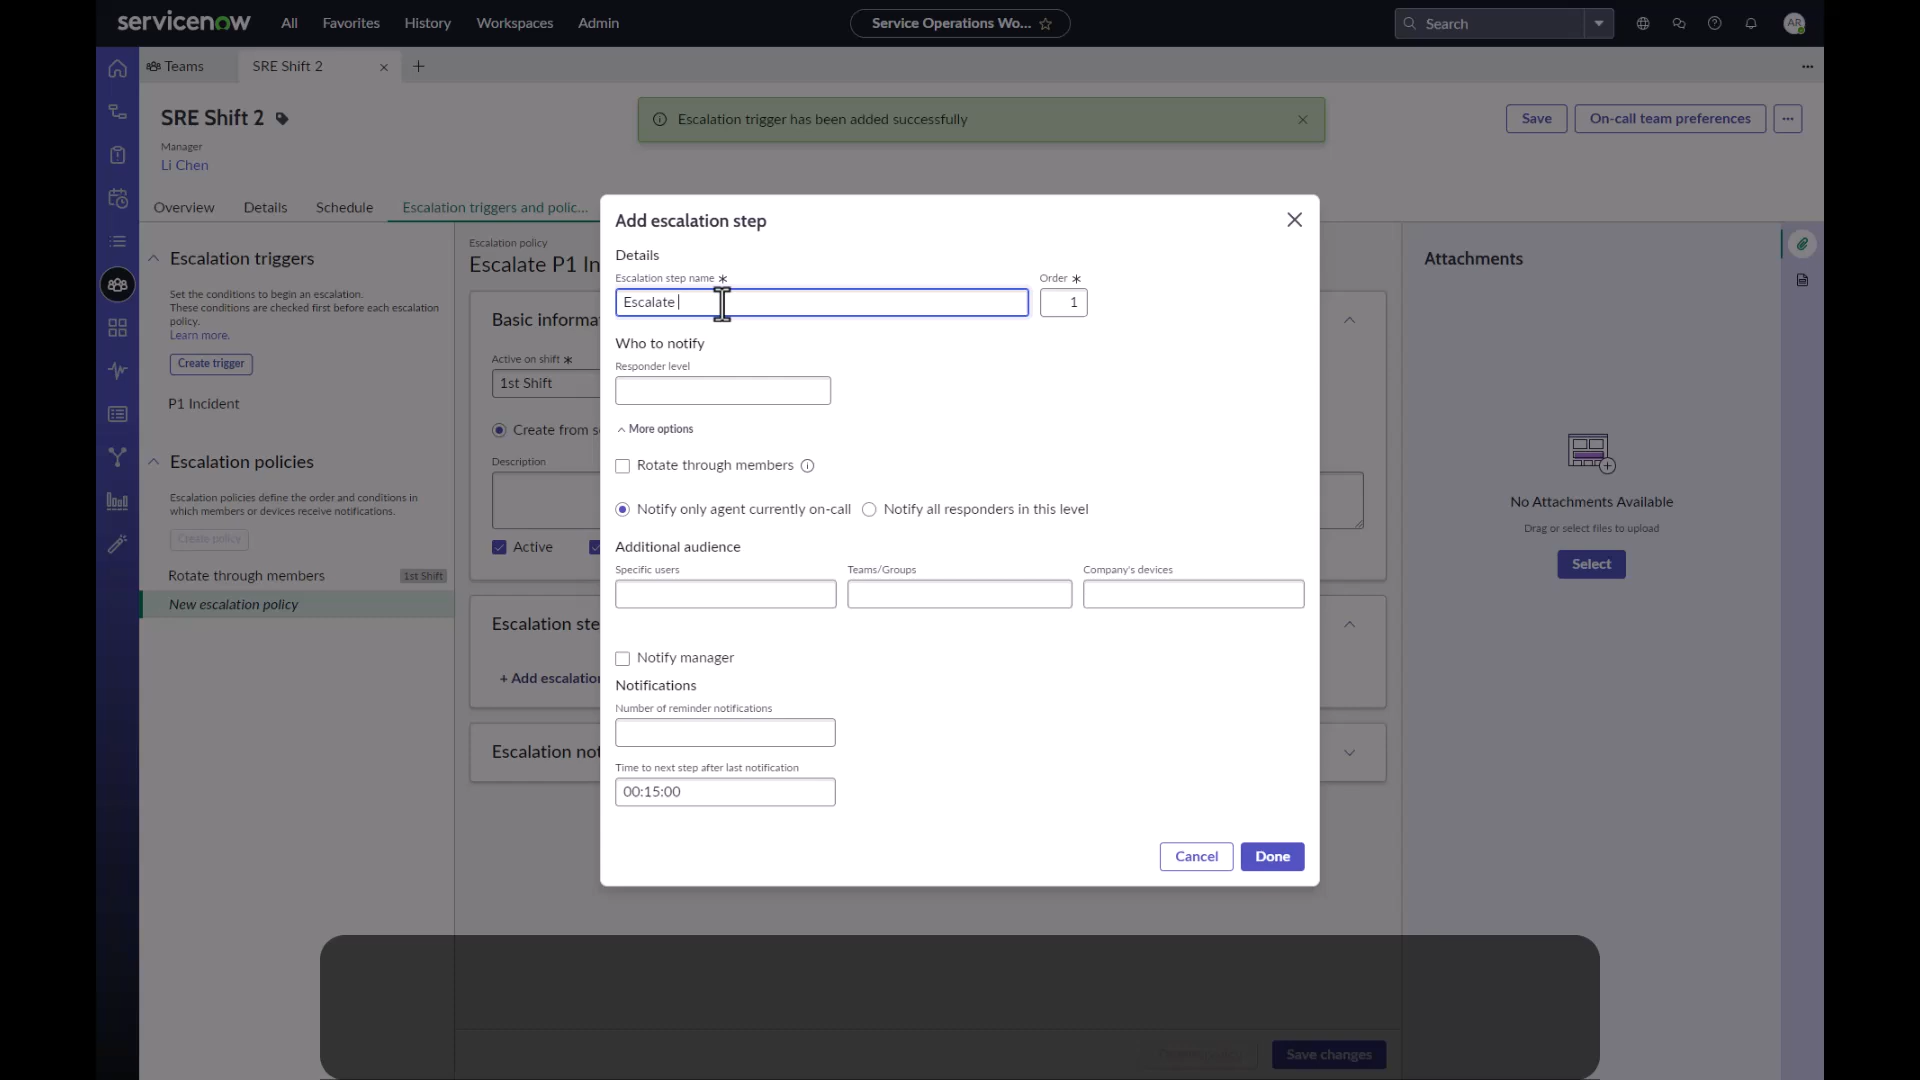 servicenow
All
Favorites
History
Workspaces
Admin
Service Operations Wo...
Search
AR
Teams
SRE Shift 2
SRE Shift 2
Escalation trigger has been added successfully
Save
On-call team preferences
Manager
Li Chen
Overview
Details
Schedule
Escalation triggers and polic...
Escalation triggers
Set the conditions to begin an escalation.
These conditions are checked first before each escalation
policy.
Learn more.
Create trigger
P1 Incident
Escalation policies
Escalation policies define the order and conditions in
which members or devices receive notifications.
Create policy
Rotate through members
1st Shift
New escalation policy
Escalation policy
Escalate P1 In
Basic informa
Active on shift *
1st Shift
Create from s
Description
Active
Escalation ste
+ Add escalation
Escalation not
Add escalation step
Details
Escalation step name *
Escalate
Order *
1
Who to notify
Responder level
More options
Rotate through members
Notify only agent currently on-call
Notify all responders in this level
Additional audience
Specific users
Teams/Groups
Company's devices
Notify manager
Notifications
Number of reminder notifications
Time to next step after last notification
00:15:00
Cancel
Done
Attachments
No Attachments Available
Drag or select files to upload
Select
Save changes